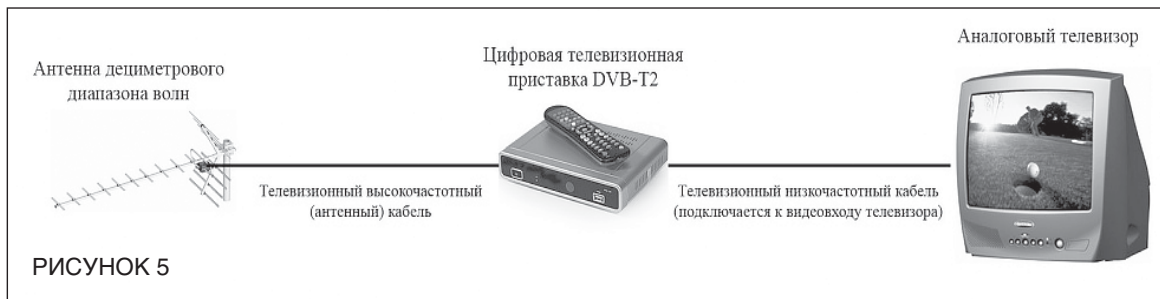 Антенна дециметрового
диапазона волн
Телевизионный высокочастотный
(антенный) кабель
Цифровая телевизионная
приставка DVB-T2
Телевизионный низкочастотный кабель
(подключается к видеовходу телевизора)
Аналоговый телевизор
РИСУНОК 5